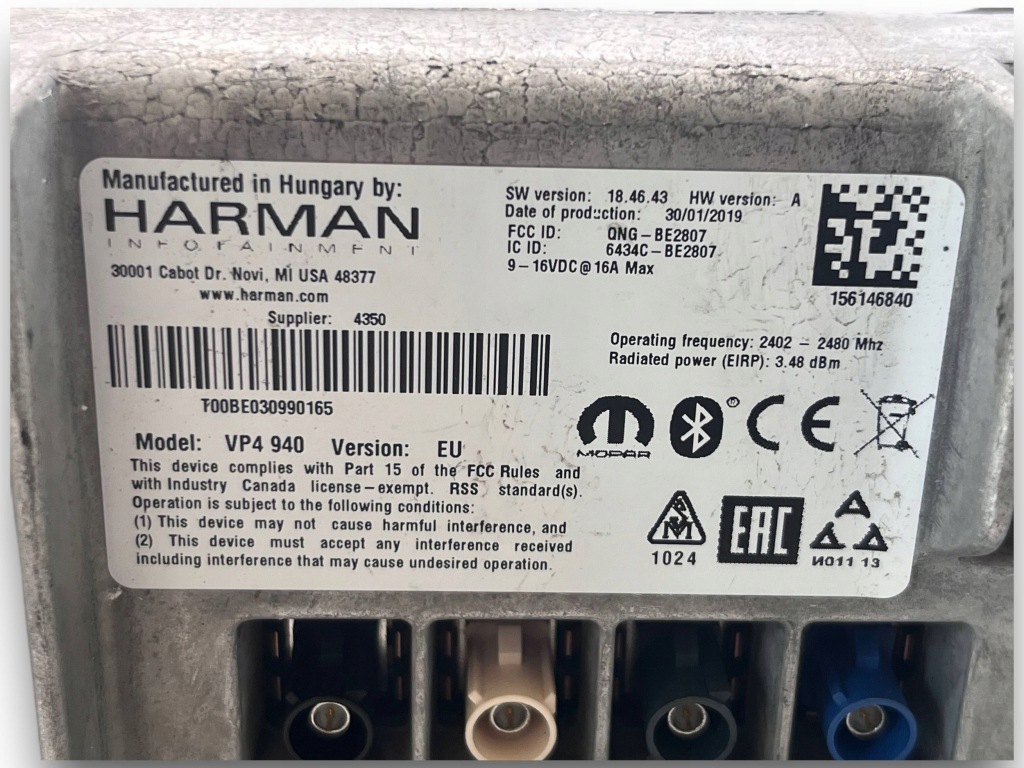 Manufactured in Hungary by:
HARMAN
INFOTAINMENT
30001 Cabot Dr. Novi, MI USA 48377
www.harman.com
Supplier: 4350
T00BE030990165
Model: VP4 940 Version: EU
This device complies with Part 15 of the FCC Rules and
with Industry Canada license-exempt. RSS standard(s).
Operation is subject to the following conditions:
(1) This device may not cause harmful interference, and
(2) This device must accept any interference received
including interference that may cause undesired operation.
SW version: 18.46.43 HW version: A
Date of production: 30/01/2019
FCC ID: QNG-BE2807
IC ID: 6434C-BE2807
9-16VDC@16A Max
156146840
Operating frequency: 2402 - 2480 Mhz
Radiated power (EIRP): 3.48 dBm
MOPAR
CE
1024
EAC
И011 13